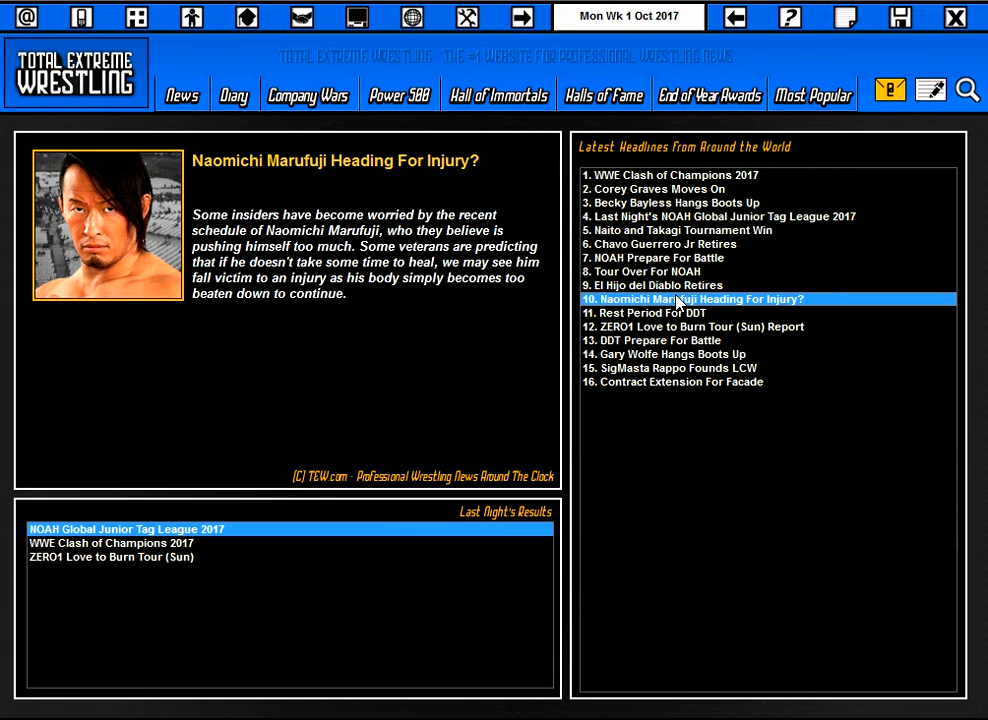 Mon Wk 1 Oct 2017
TOTAL EXTREME WRESTLING
TOTAL EXTREME WRESTLING - THE #1 WEBSITE FOR PROFESSIONAL WRESTLING NEWS
News
Diary
Company Wars
Power 500
Hall of Immortals
Halls of Fame
End of Year Awards
Most Popular
Naomichi Marufuji Heading For Injury?
Some insiders have become worried by the recent
schedule of Naomichi Marufuji, who they believe is
pushing himself too much. Some veterans are predicting
that if he doesn't take some time to heal, we may see him
fall victim to an injury as his body simply becomes too
beaten down to continue.
(C) TEW.com - Professional Wrestling News Around The Clock
Last Night's Results
NOAH Global Junior Tag League 2017
WWE Clash of Champions 2017
ZERO1 Love to Burn Tour (Sun)
Latest Headlines From Around the World
1. WWE Clash of Champions 2017
2. Corey Graves Moves On
3. Becky Bayless Hangs Boots Up
4. Last Night's NOAH Global Junior Tag League 2017
5. Naito and Takagi Tournament Win
6. Chavo Guerrero Jr Retires
7. NOAH Prepare For Battle
8. Tour Over For NOAH
9. El Hijo del Diablo Retires
10. Naomichi Marufuji Heading For Injury?
11. Rest Period For DDT
12. ZERO1 Love to Burn Tour (Sun) Report
13. DDT Prepare For Battle
14. Gary Wolfe Hangs Boots Up
15. SigMasta Rappo Founds LCW
16. Contract Extension For Facade